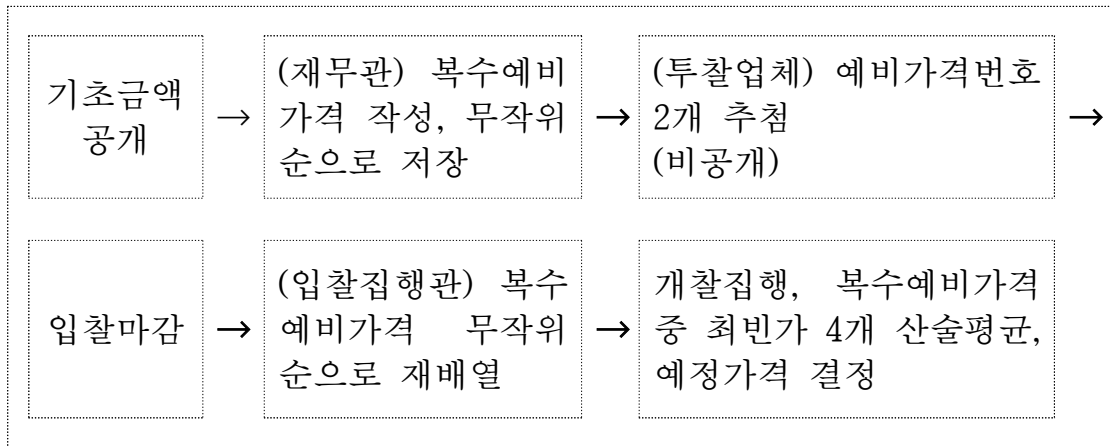 기초금액
공개
→
(재무관) 복수예비
가격 작성, 무작위
순으로 저장
→
(투찰업체) 예비가격번호
2개 추첨
(비공개)
→
입찰마감
→
(입찰집행관) 복수
예비가격 무작위
순으로 재배열
→
개찰집행, 복수예비가격
중 최빈가 4개 산술평균,
예정가격 결정